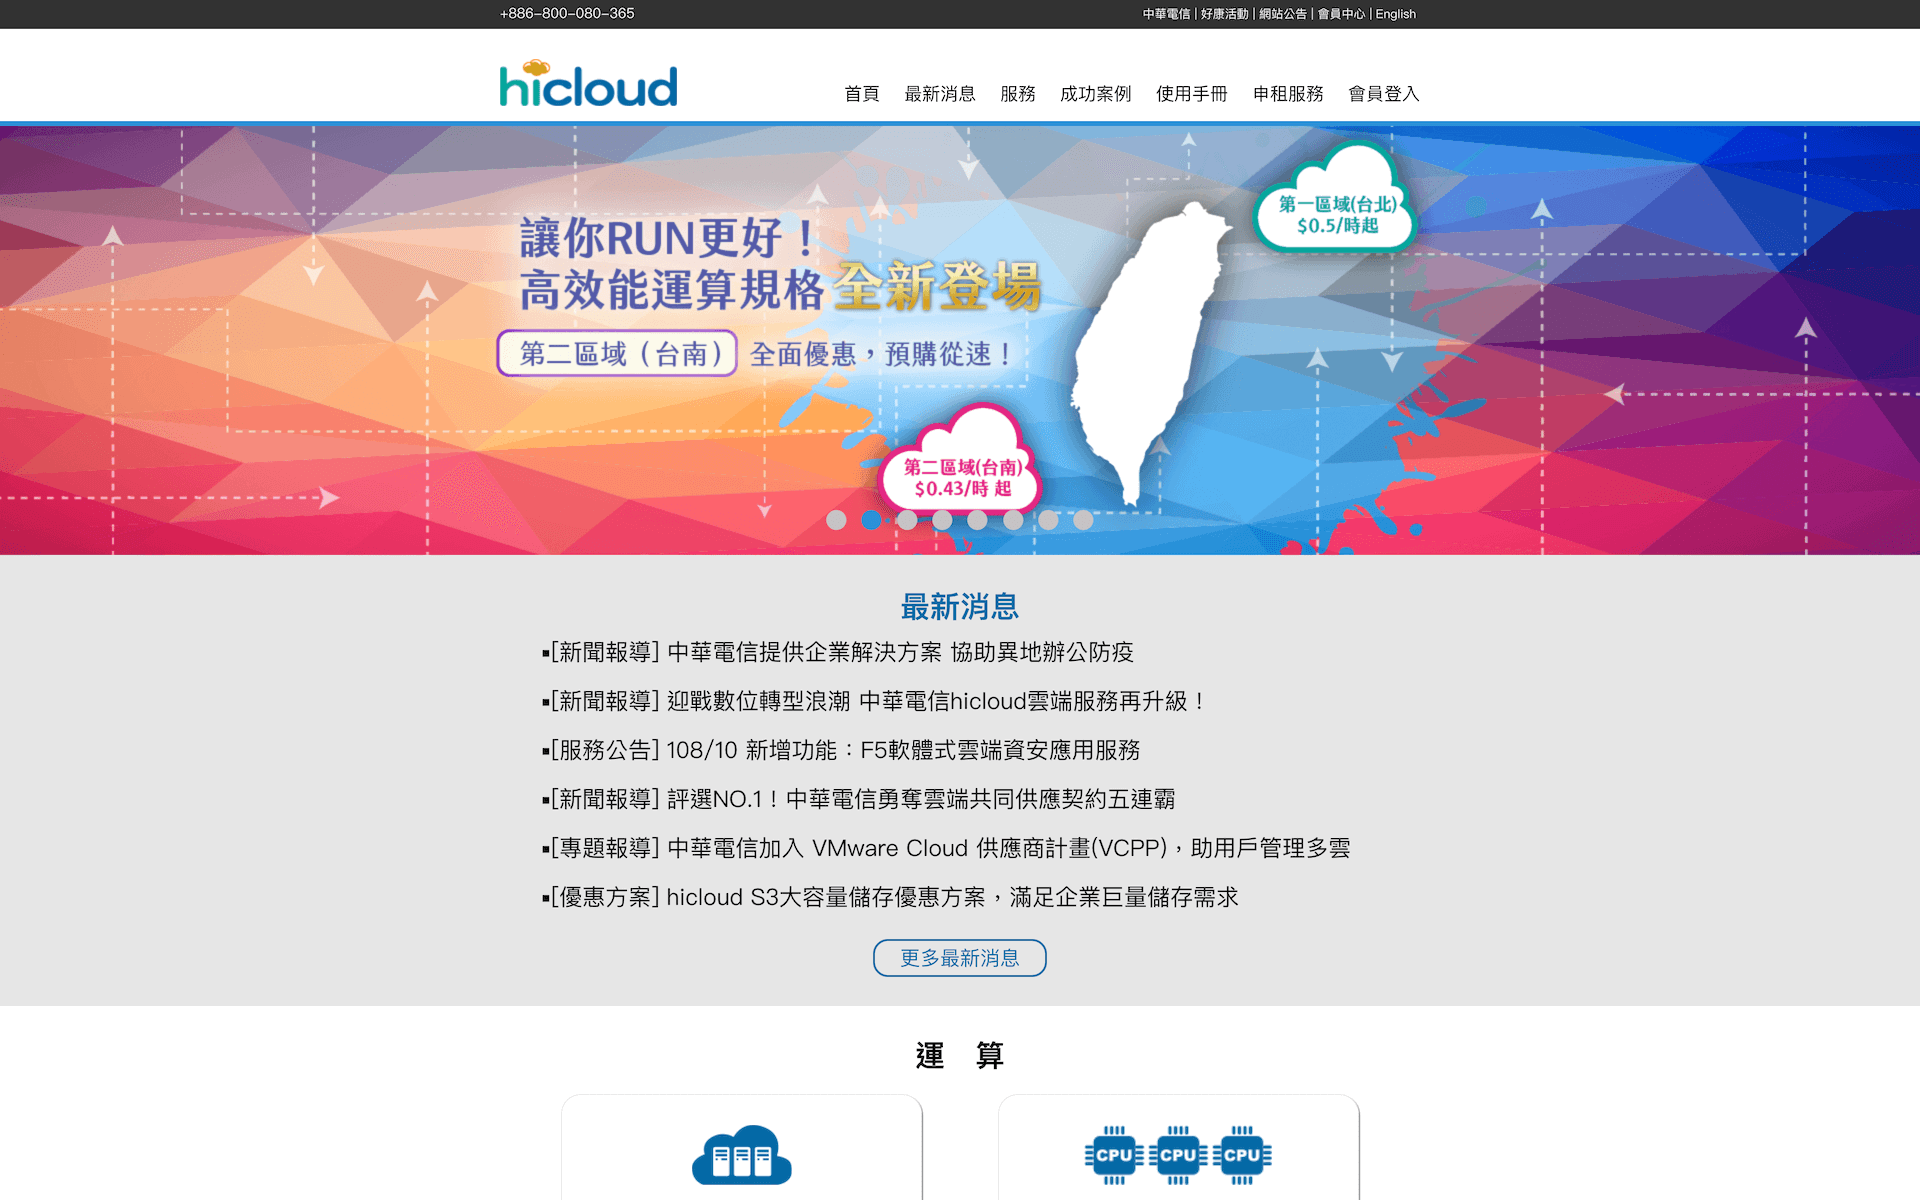 +886-800-080-365
中華電信 | 好康活動 | 網站公告 | 會員中心 | English
hicloud
首頁 最新消息 服務 成功案例 使用手冊 申租服務 會員登入
第一區域(台北)
$0.5/時起
讓你RUN更好！
高效能運算規格全新登場
第二區域（台南） 全面優惠，預購從速！
第二區域(台南)
$0.43/時 起
最新消息
▪[新聞報導] 中華電信提供企業解決方案 協助異地辦公防疫
▪[新聞報導] 迎戰數位轉型浪潮 中華電信hicloud雲端服務再升級！
▪[服務公告] 108/10 新增功能：F5軟體式雲端資安應用服務
▪[新聞報導] 評選NO.1！中華電信勇奪雲端共同供應契約五連霸
▪[專題報導] 中華電信加入 VMware Cloud 供應商計畫(VCPP)，助用戶管理多雲
▪[優惠方案] hicloud S3大容量儲存優惠方案，滿足企業巨量儲存需求
更多最新消息
運 算
CPU CPU CPU